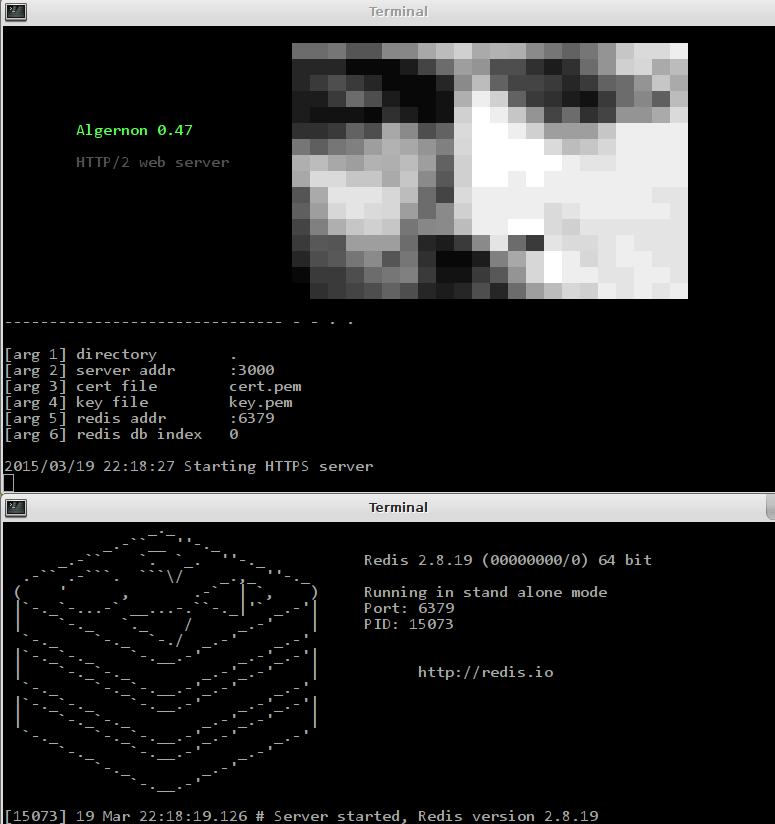 Terminal
Algernon 0.47
HTTP/2 web server
------------------------------- - - . .
[arg 1] directory        .
[arg 2] server addr      :3000
[arg 3] cert file        cert.pem
[arg 4] key file         key.pem
[arg 5] redis addr       :6379
[arg 6] redis db index   0
2015/03/19 22:18:27 Starting HTTPS server
Terminal
Redis 2.8.19 (00000000/0) 64 bit
Running in stand alone mode
Port: 6379
PID: 15073
http://redis.io
[15073] 19 Mar 22:18:19.126 # Server started, Redis version 2.8.19